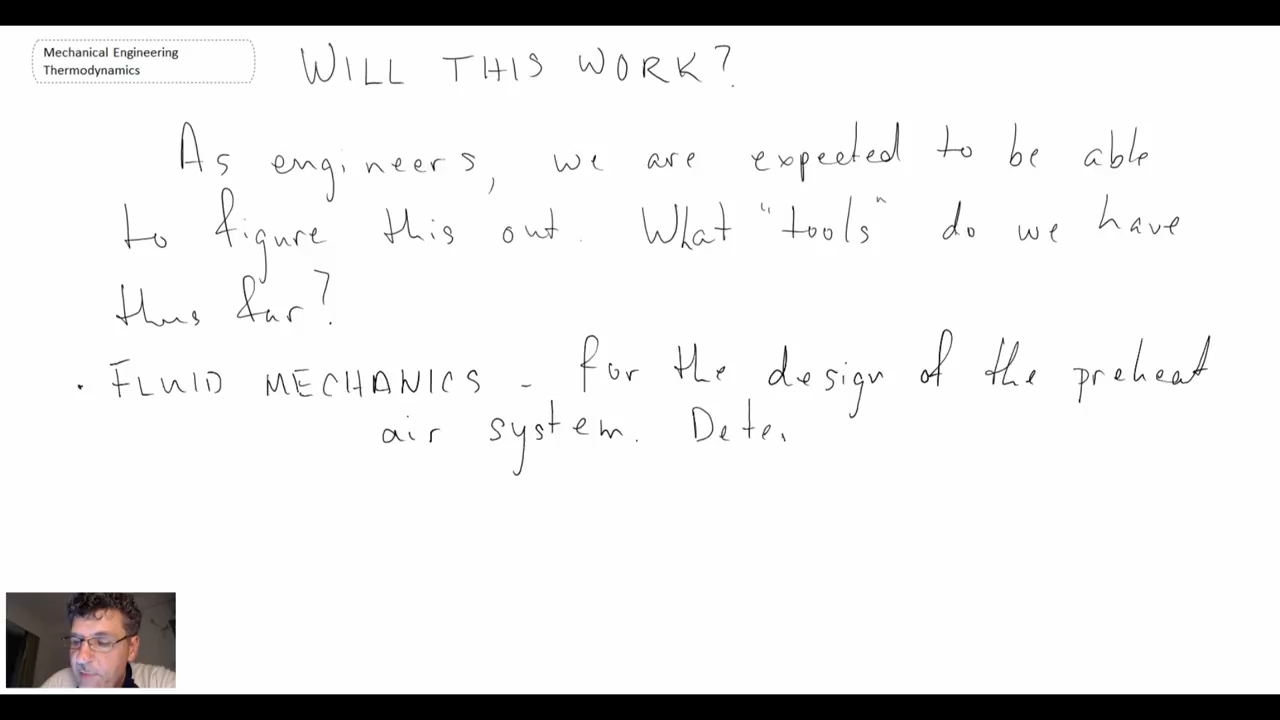 Mechanical Engineering
Thermodynamics
WILL THIS WORK?
As engineers, we are expected to be able
to figure this out. What "tools" do we have
thus far?
• FLUID MECHANICS - for the design of the preheat
air system. Dete